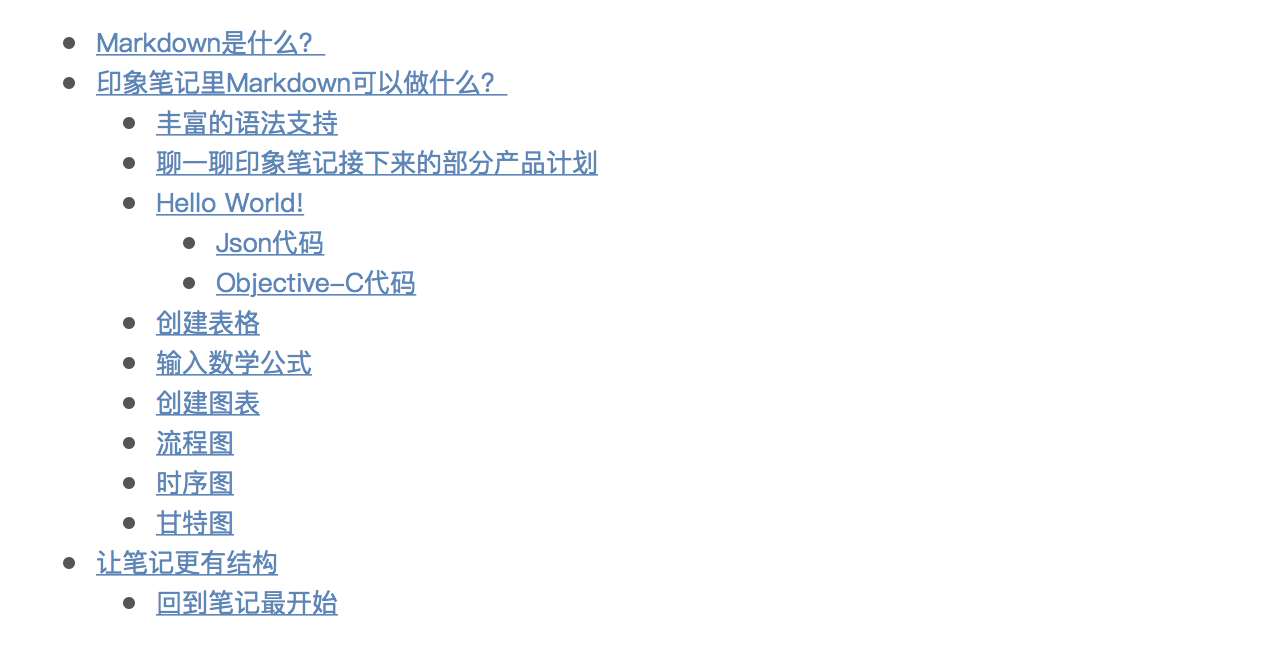 Markdown是什么？
印象笔记里Markdown可以做什么？
丰富的语法支持
聊一聊印象笔记接下来的部分产品计划
Hello World!
Json代码
Objective-C代码
创建表格
输入数学公式
创建图表
流程图
时序图
甘特图
让笔记更有结构
回到笔记最开始